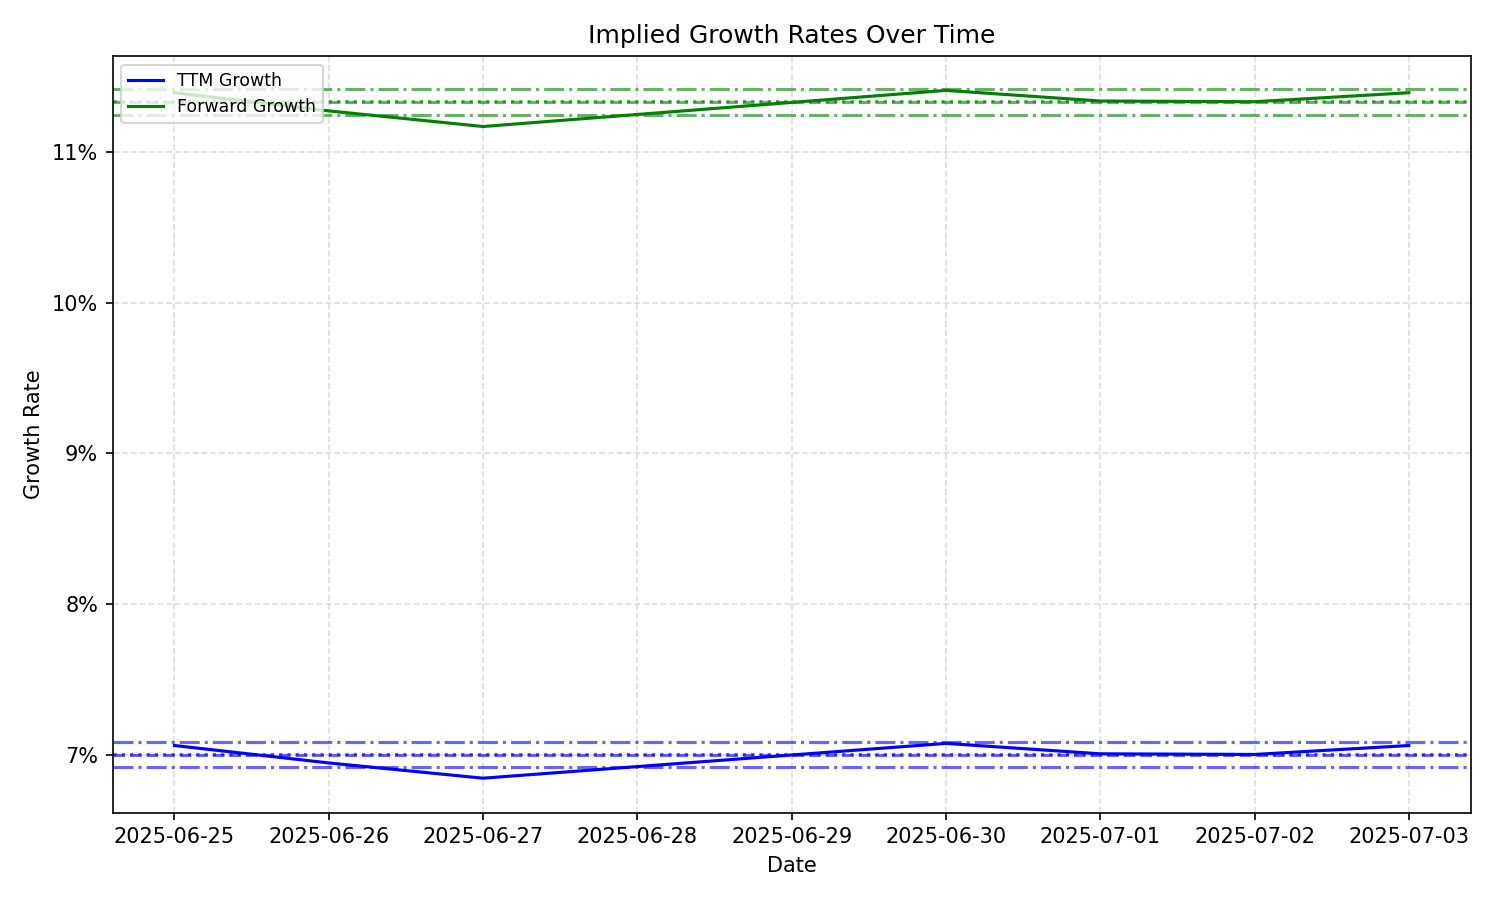 Implied Growth Rates Over Time
TTM Growth
Forward Growth
11%
10%
9%
8%
7%
Growth Rate
2025-06-25 2025-06-26 2025-06-27 2025-06-28 2025-06-29 2025-06-30 2025-07-01 2025-07-02 2025-07-03
Date